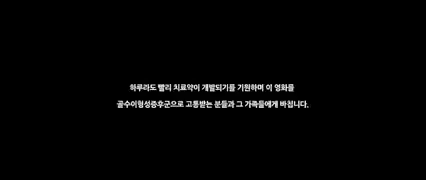 하루라도 빨리 치료약이 개발되기를 기원하며 이 영화를
골수이형성증후군으로 고통받는 분들과 그 가족들에게 바칩니다.